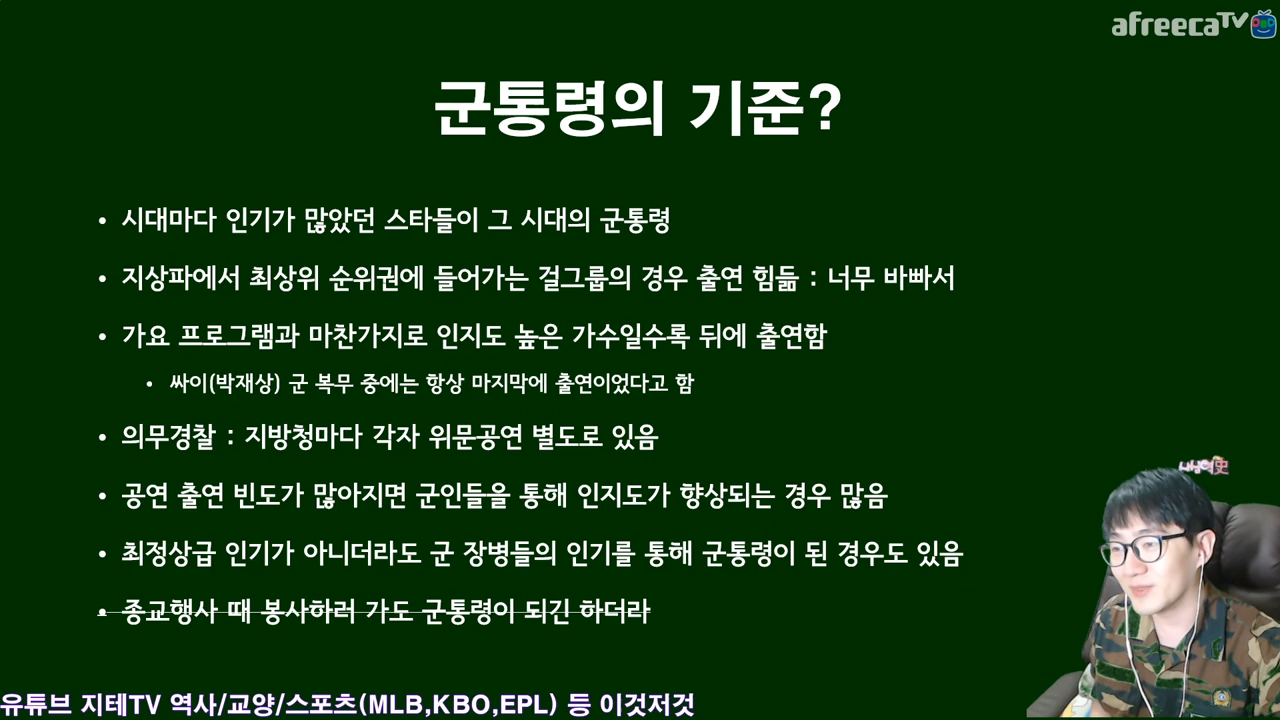 afreecaTV
군통령의 기준?
• 시대마다 인기가 많았던 스타들이 그 시대의 군통령
• 지상파에서 최상위 순위권에 들어가는 걸그룹의 경우 출연 힘듦 : 너무 바빠서
• 가요 프로그램과 마찬가지로 인지도 높은 가수일수록 뒤에 출연함
• 싸이(박재상) 군 복무 중에는 항상 마지막에 출연이었다고 함
• 의무경찰 : 지방청마다 각자 위문공연 별도로 있음
• 공연 출연 빈도가 많아지면 군인들을 통해 인지도가 향상되는 경우 많음
• 최정상급 인기가 아니더라도 군 장병들의 인기를 통해 군통령이 된 경우도 있음
• 종교행사 때 봉사하러 가도 군통령이 되긴 하더라
유튜브 지테TV 역사/교양/스포츠(MLB,KBO,EPL) 등 이것저것